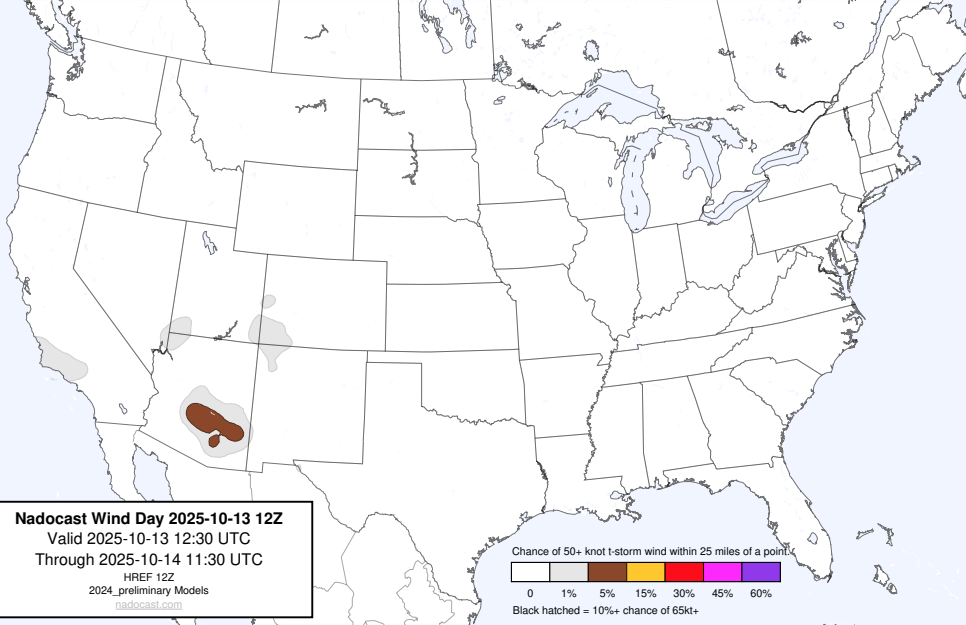 Nadocast Wind Day 2025-10-13 12Z
Valid 2025-10-13 12:30 UTC
Through 2025-10-14 11:30 UTC
HREF 12Z
2024_preliminary Models
nadocast.com
Chance of 50+ knot t-storm wind within 25 miles of a point.
0 1% 5% 15% 30% 45% 60%
Black hatched = 10%+ chance of 65kt+